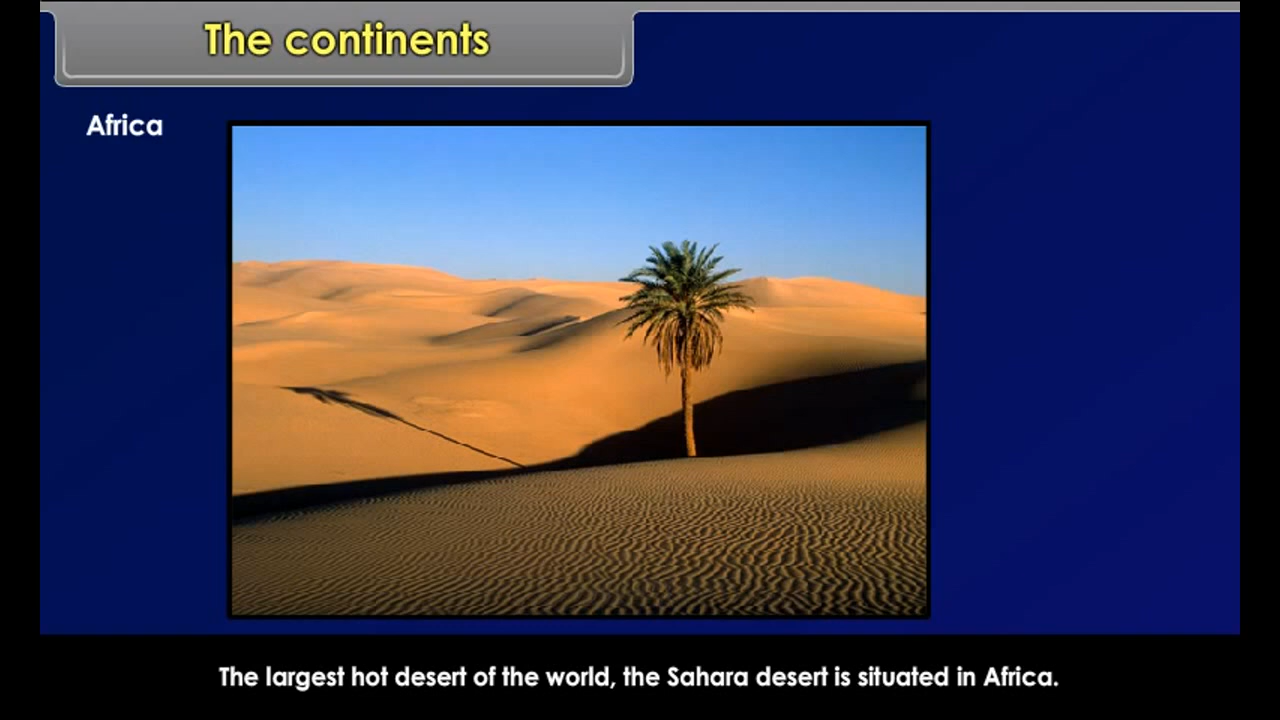 The continents
Africa
The largest hot desert of the world, the Sahara desert is situated in Africa.